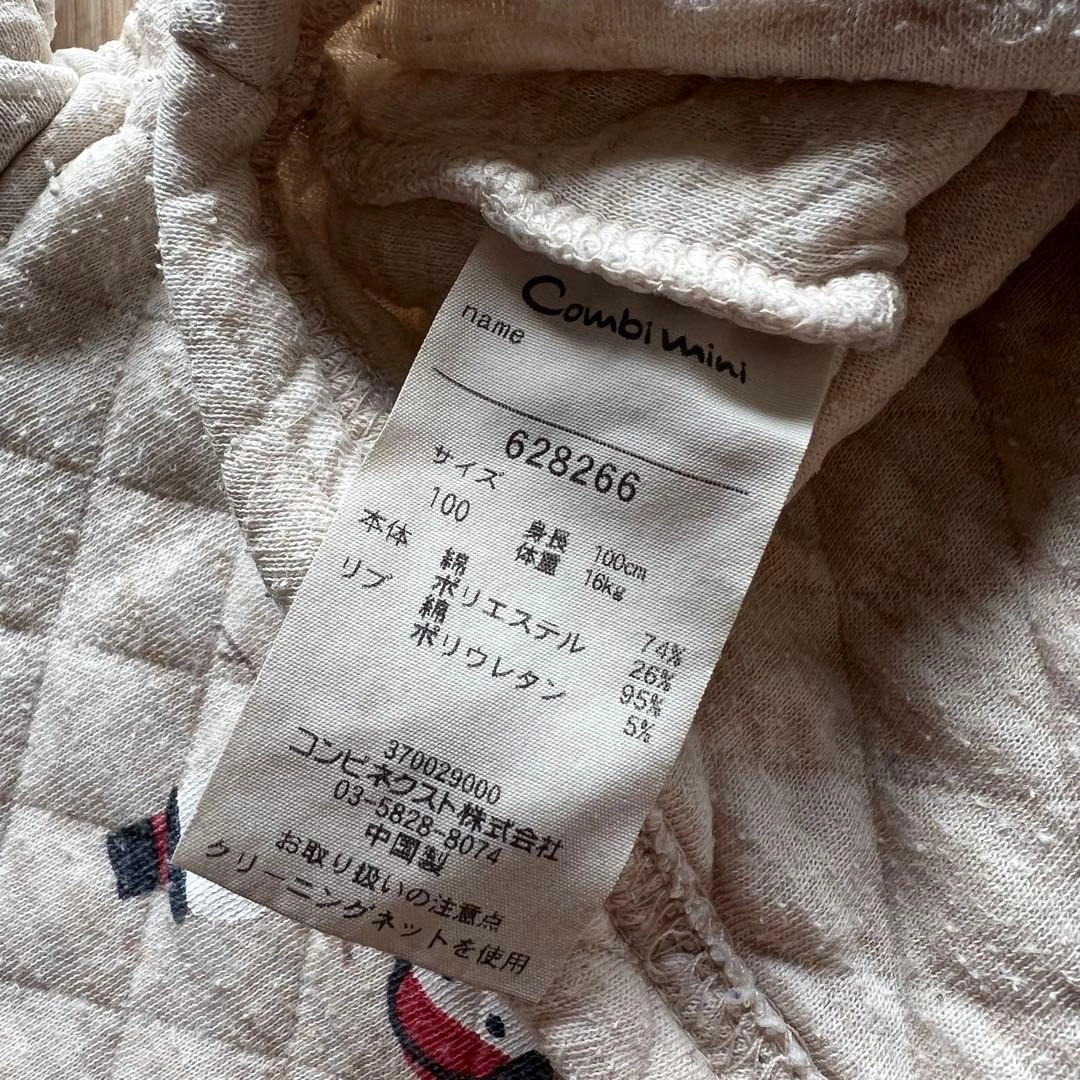 Combi mini
name
628266
サイズ
100 身長 100cm
体重 16kg
本体 綿 74%
ポリエステル 26%
リブ 綿 95%
ポリウレタン 5%
370029000
コンビネクスト株式会社
03-5828-8074
中国製
お取り扱いの注意点
クリーニングネットを使用